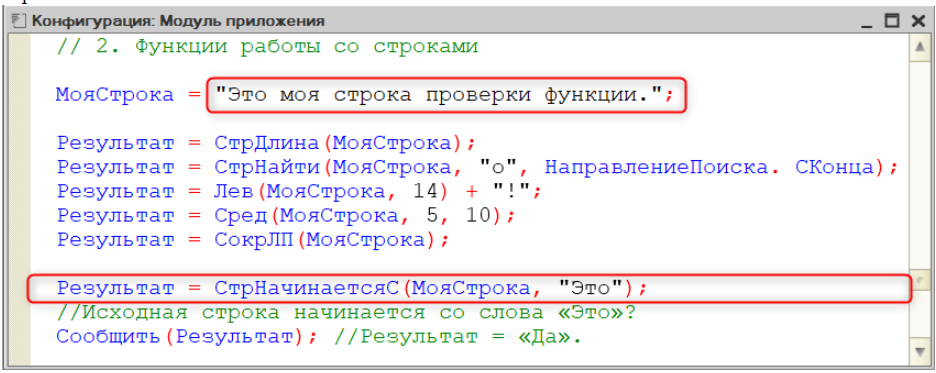 Конфигурация: Модуль приложения
// 2. Функции работы со строками
МояСтрока = "Это моя строка проверки функции.";
Результат = СтрДлина(МояСтрока);
Результат = СтрНайти(МояСтрока, "о", НаправлениеПоиска. СКонца);
Результат = Лев(МояСтрока, 14) + "!";
Результат = Сред(МояСтрока, 5, 10);
Результат = СокрЛП(МояСтрока);
Результат = СтрНачинаетсяС(МояСтрока, "Это");
//Исходная строка начинается со слова «Это»?
Сообщить(Результат); //Результат = «Да».